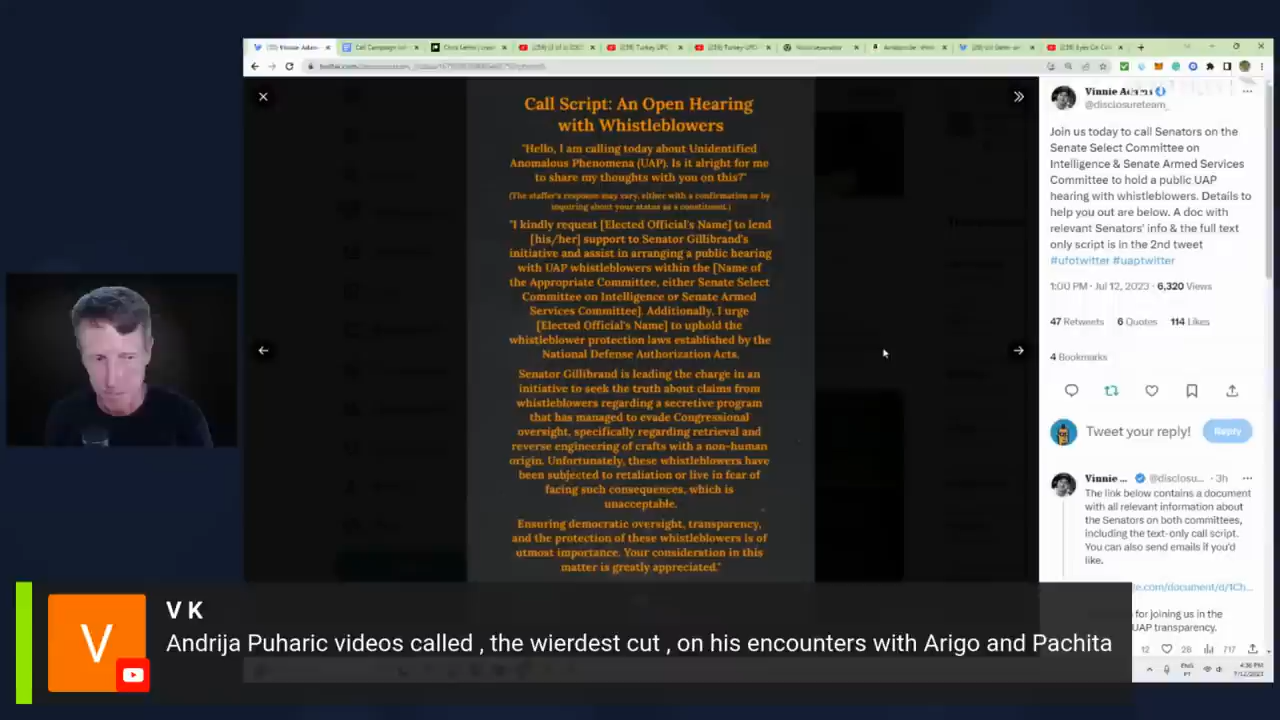 Call Script: An Open Hearing
with Whistleblowers
"Hello, I am calling today about Unidentified
Anomalous Phenomena (UAP). Is it alright for me
to share my thoughts with you on this?"
(The staffer's response may vary, either with a confirmation or by
inquiring about your status as a constituent.)
"I kindly request [Elected Official's Name] to lend
[his/her] support to Senator Gillibrand's
initiative and assist in arranging a public hearing
with UAP whistleblowers within the [Name of
the Appropriate Committee, either Senate Select
Committee on Intelligence or Senate Armed
Services Committee]. Additionally, I urge
[Elected Official's Name] to uphold the
whistleblower protection laws established by the
National Defense Authorization Acts.
Senator Gillibrand is leading the charge in an
initiative to seek the truth about claims from
whistleblowers regarding a secretive program
that has managed to evade Congressional
oversight, specifically regarding retrieval and
reverse engineering of crafts with a non-human
origin. Unfortunately, these whistleblowers have
been subjected to retaliation or live in fear of
facing such consequences, which is
unacceptable.
Ensuring democratic oversight, transparency,
and the protection of these whistleblowers is of
utmost importance. Your consideration in this
matter is greatly appreciated."
Vinnie Adams
@disclosureteam_
Join us today to call Senators on the
Senate Select Committee on
Intelligence & Senate Armed Services
Committee to hold a public UAP
hearing with whistleblowers. Details to
help you out are below. A doc with
relevant Senators' info & the full text
only script is in the 2nd tweet
#ufotwitter #uaptwitter
1:00 PM · Jul 12, 2023 · 6,320 Views
47 Retweets 6 Quotes 114 Likes
4 Bookmarks
Tweet your reply!
Reply
Vinnie ... @disclosu... · 3h
The link below contains a document
with all relevant information about
the Senators on both committees,
including the text-only call script.
You can also send emails if you'd
like.
e.com/document/d/1Ch...
for joining us in the
UAP transparency.
12 28 717
ENG
4:36 PM
V
V K
Andrija Puharic videos called , the wierdest cut , on his encounters with Arigo and Pachita